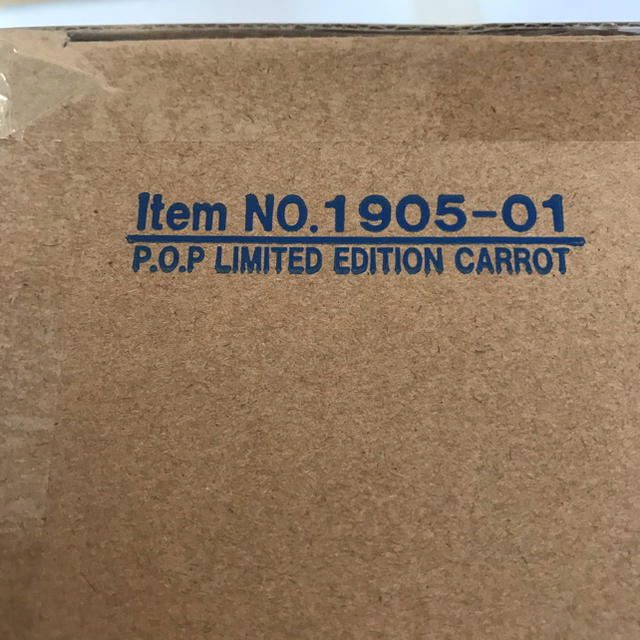 Item NO.1905-01
P.O.P LIMITED EDITION CARROT